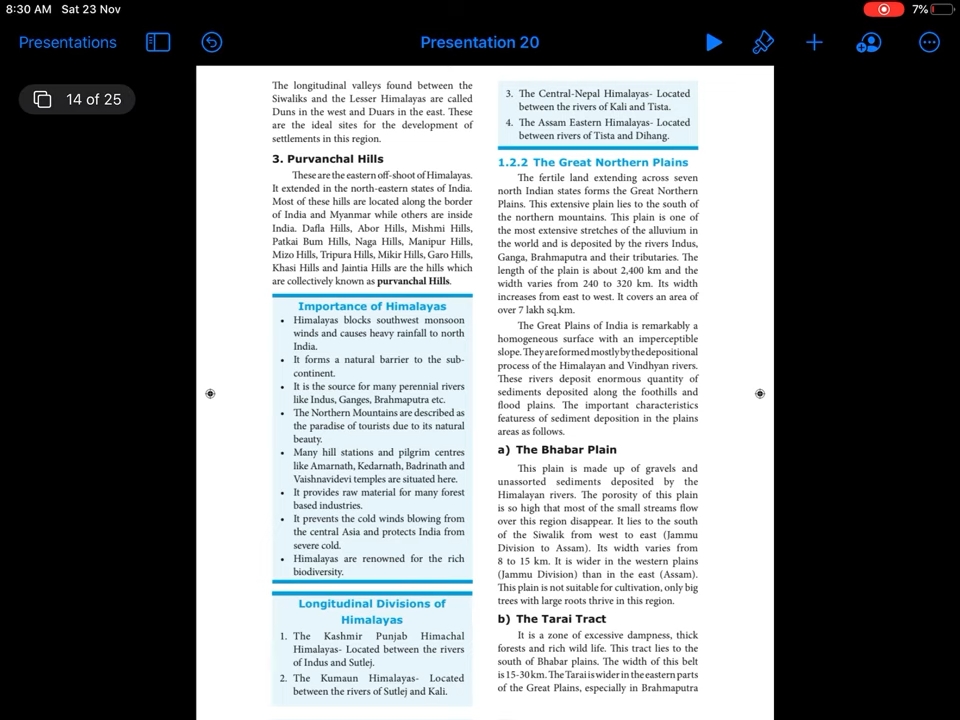 8:30 AM Sat 23 Nov
7%
Presentations
Presentation 20
14 of 25
The longitudinal valleys found between the
Siwaliks and the Lesser Himalayas are called
Duns in the west and Duars in the east. These
are the ideal sites for the development of
settlements in this region.
3. Purvanchal Hills
These are the eastern off-shoot of Himalayas.
It extended in the north-eastern states of India.
Most of these hills are located along the border
of India and Myanmar while others are inside
India. Dafla Hills, Abor Hills, Mishmi Hills,
Patkai Bum Hills, Naga Hills, Manipur Hills,
Mizo Hills, Tripura Hills, Mikir Hills, Garo Hills,
Khasi Hills and Jaintia Hills are the hills which
are collectively known as purvanchal Hills.
Importance of Himalayas
• Himalayas blocks southwest monsoon
winds and causes heavy rainfall to north
India.
• It forms a natural barrier to the sub-
continent.
• It is the source for many perennial rivers
like Indus, Ganges, Brahmaputra etc.
• The Northern Mountains are described as
the paradise of tourists due to its natural
beauty.
• Many hill stations and pilgrim centres
like Amarnath, Kedarnath, Badrinath and
Vaishnavidevi temples are situated here.
• It provides raw material for many forest
based industries.
• It prevents the cold winds blowing from
the central Asia and protects India from
severe cold.
• Himalayas are renowned for the rich
biodiversity.
Longitudinal Divisions of
Himalayas
1. The Kashmir Punjab Himachal
Himalayas- Located between the rivers
of Indus and Sutlej.
2. The Kumaun Himalayas- Located
between the rivers of Sutlej and Kali.
3. The Central-Nepal Himalayas- Located
between the rivers of Kali and Tista.
4. The Assam Eastern Himalayas- Located
between rivers of Tista and Dihang.
1.2.2 The Great Northern Plains
The fertile land extending across seven
north Indian states forms the Great Northern
Plains. This extensive plain lies to the south of
the northern mountains. This plain is one of
the most extensive stretches of the alluvium in
the world and is deposited by the rivers Indus,
Ganga, Brahmaputra and their tributaries. The
length of the plain is about 2,400 km and the
width varies from 240 to 320 km. Its width
increases from east to west. It covers an area of
over 7 lakh sq.km.
The Great Plains of India is remarkably a
homogeneous surface with an imperceptible
slope. They are formed mostly by the depositional
process of the Himalayan and Vindhyan rivers.
These rivers deposit enormous quantity of
sediments deposited along the foothills and
flood plains. The important characteristics
featuress of sediment deposition in the plains
areas as follows.
a) The Bhabar Plain
This plain is made up of gravels and
unassorted sediments deposited by the
Himalayan rivers. The porosity of this plain
is so high that most of the small streams flow
over this region disappear. It lies to the south
of the Siwalik from west to east (Jammu
Division to Assam). Its width varies from
8 to 15 km. It is wider in the western plains
(Jammu Division) than in the east (Assam).
This plain is not suitable for cultivation, only big
trees with large roots thrive in this region.
b) The Tarai Tract
It is a zone of excessive dampness, thick
forests and rich wild life. This tract lies to the
south of Bhabar plains. The width of this belt
is 15-30 km. The Tarai is wider in the eastern parts
of the Great Plains, especially in Brahmaputra